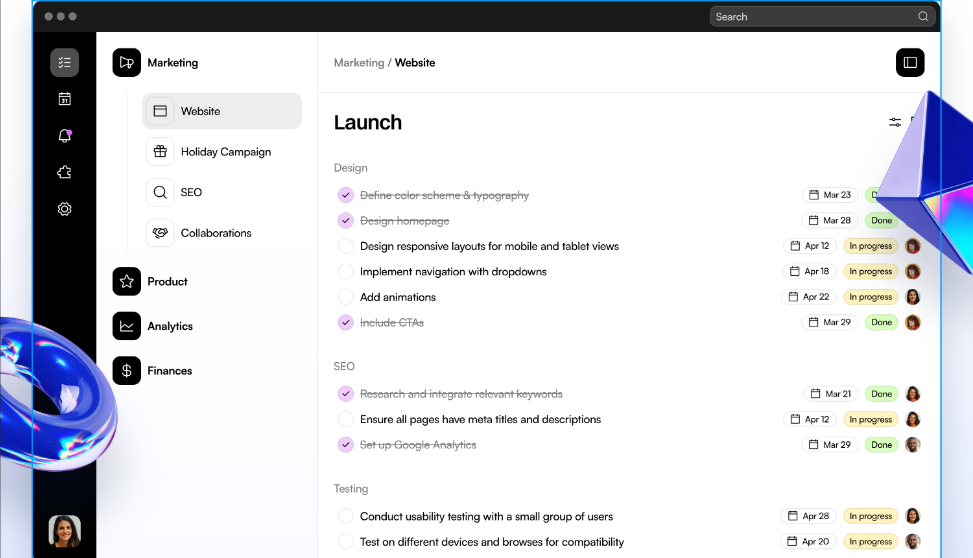 Search
31
Marketing
Marketing / Website
Website
Holiday Campaign
SEO
Collaborations
Product
Analytics
Finances
Launch
Design
Define color scheme & typography Mar 23
Design homepage Mar 28 Done
Design responsive layouts for mobile and tablet views Apr 12 In progress
Implement navigation with dropdowns Apr 18 In progress
Add animations Apr 22 In progress
Include CTAs Mar 29 Done
SEO
Research and integrate relevant keywords Mar 21 Done
Ensure all pages have meta titles and descriptions Apr 12 In progress
Set up Google Analytics Mar 29 Done
Testing
Conduct usability testing with a small group of users Apr 28 In progress
Test on different devices and browses for compatibility Apr 20 In progress